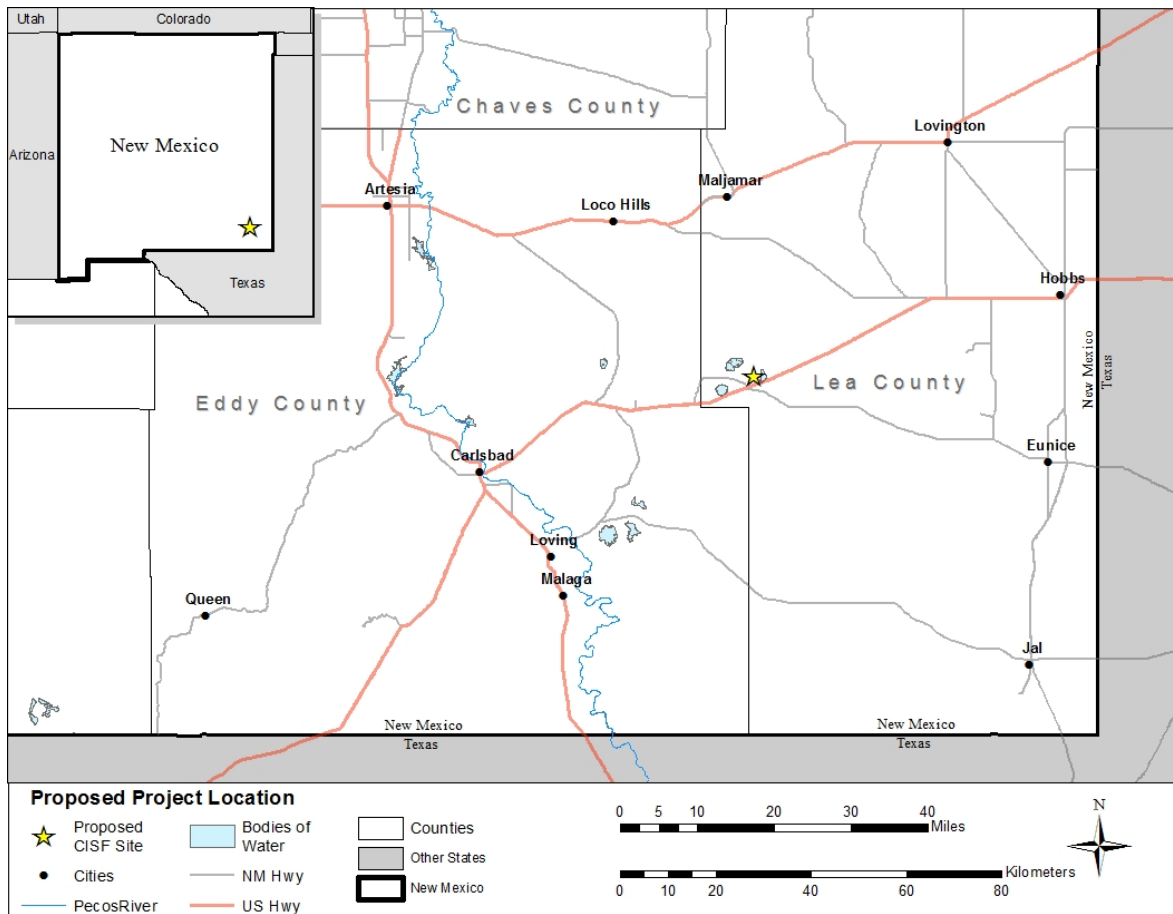 Utah
Colorado
Arizona
New Mexico
Texas
Chaves County
Lovington
Artesia
Maljamar
Loco Hills
Hobbs
New Mexico
Texas
Eddy County
Lea County
Carlsbad
Eunice
Loving
Malaga
Queen
Jal
New Mexico
Texas
New Mexico
Texas
Proposed Project Location
Proposed
CISF Site
Cities
PecosRiver
Bodies of
Water
NM Hwy
US Hwy
Counties
Other States
New Mexico
0 5 10 20 30 40
Miles
Kilometers
0 10 20 40 60 80
N